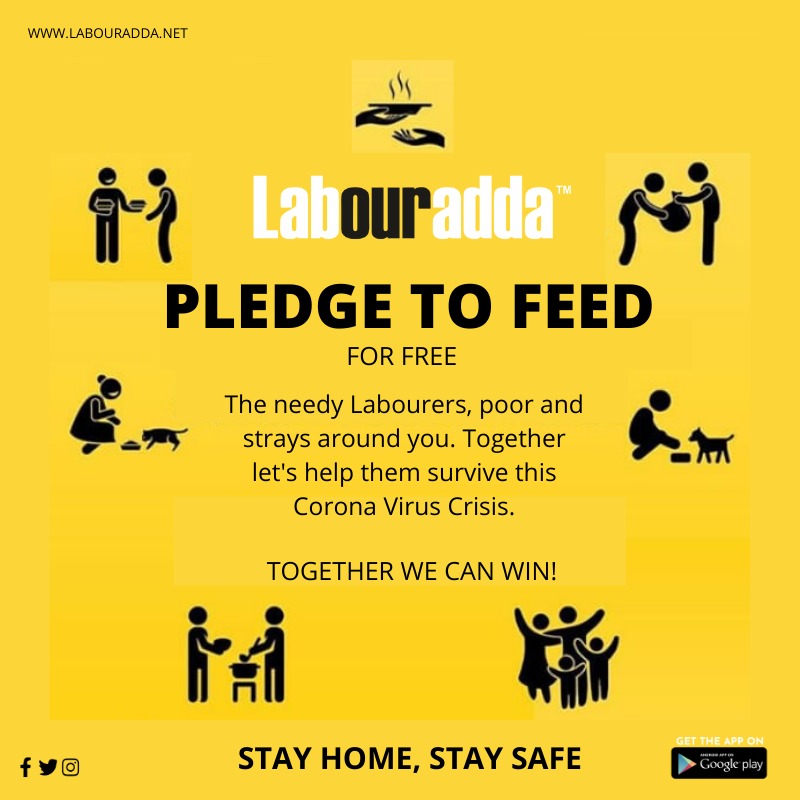 WWW.LABOURADDA.NET
Labouradda™
PLEDGE TO FEED
FOR FREE
The needy Labourers, poor and
strays around you. Together
let's help them survive this
Corona Virus Crisis.
TOGETHER WE CAN WIN!
STAY HOME, STAY SAFE
GET THE APP ON
ANDROID APP ON
Google play